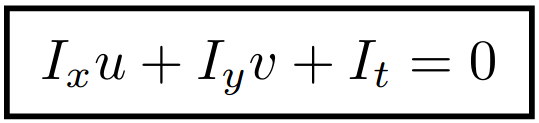 I_x u + I_y v + I_t = 0